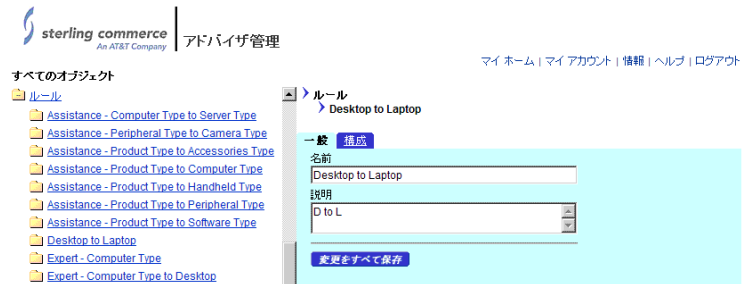 sterling commerce
An AT&T Company
アドバイザ管理
マイ ホーム | マイ アカウント | 情報 | ヘルプ | ログアウト
すべてのオブジェクト
ルール
Assistance - Computer Type to Server Type
Assistance - Peripheral Type to Camera Type
Assistance - Product Type to Accessories Type
Assistance - Product Type to Computer Type
Assistance - Product Type to Handheld Type
Assistance - Product Type to Peripheral Type
Assistance - Product Type to Software Type
Desktop to Laptop
Expert - Computer Type
Expert - Computer Type to Desktop
ルール
Desktop to Laptop
一般 構成
名前
Desktop to Laptop
説明
D to L
変更をすべて保存